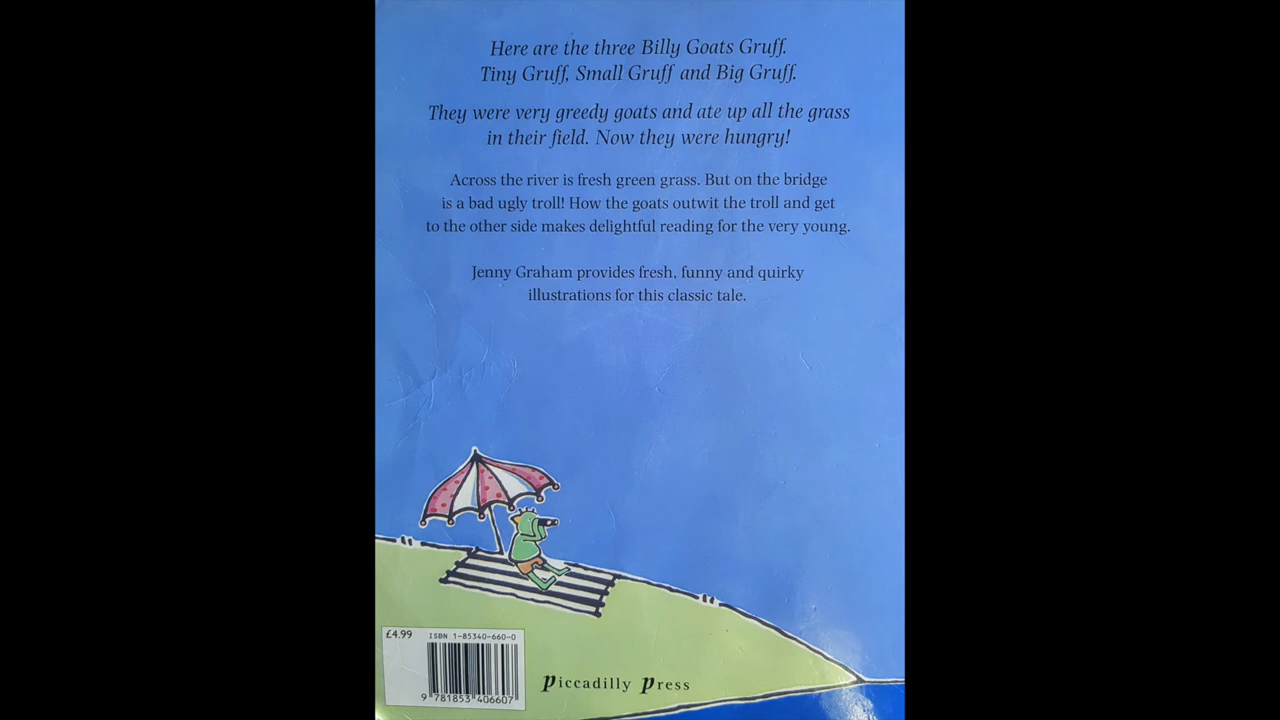 Here are the three Billy Goats Gruff.
Tiny Gruff, Small Gruff and Big Gruff.
They were very greedy goats and ate up all the grass
in their field. Now they were hungry!
Across the river is fresh green grass. But on the bridge
is a bad ugly troll! How the goats outwit the troll and get
to the other side makes delightful reading for the very young.
Jenny Graham provides fresh, funny and quirky
illustrations for this classic tale.
£4.99 ISBN 1-85340-660-0
9 781853 406607
Piccadilly Press